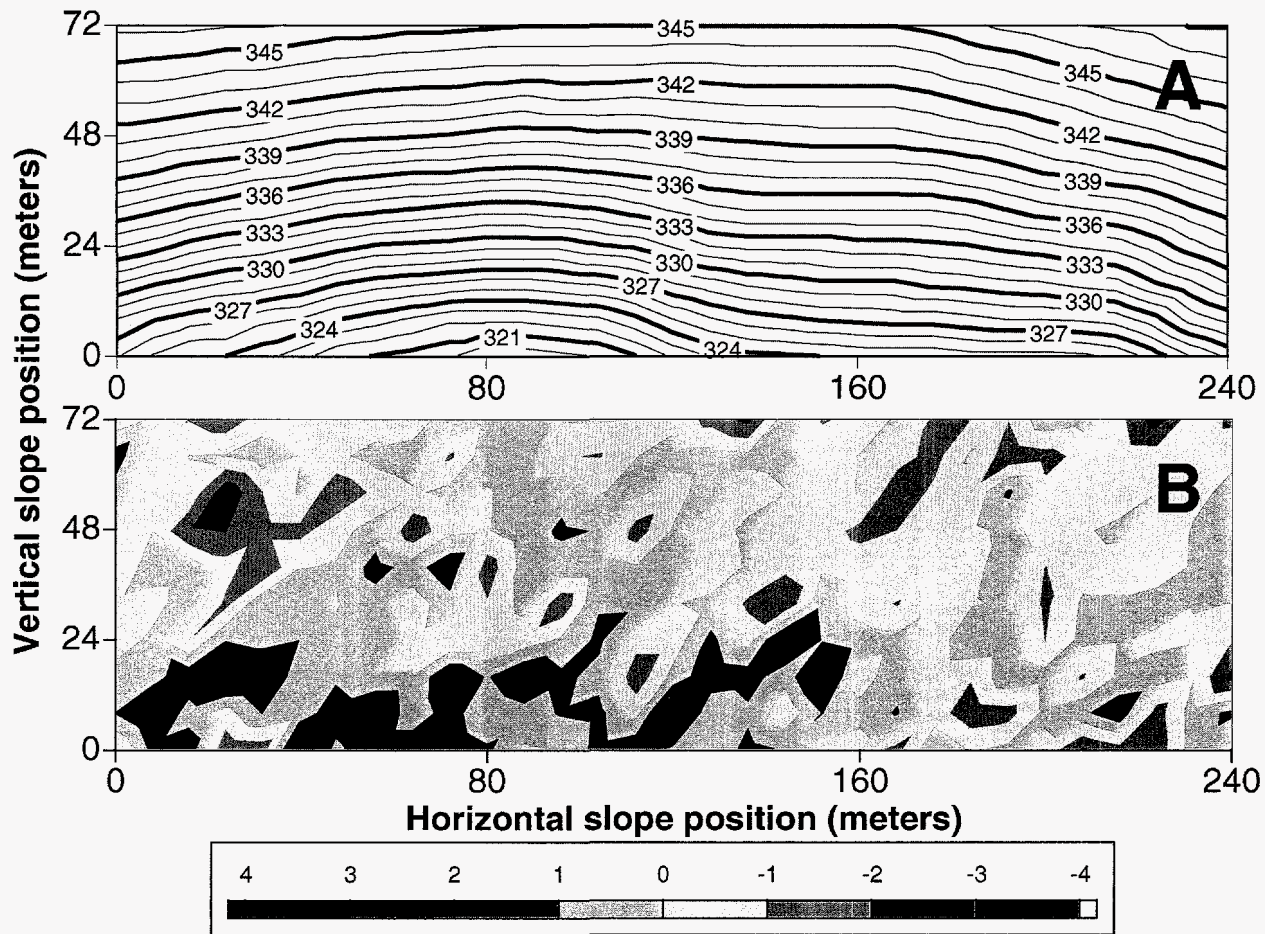 72
48
24
0
0 80 160 240
345 345 345
342 342 342
339 339 339
336 336 336
333 333 333
330 330 330
327 327 327
324 324
321
A
72
48
24
0
0 80 160 240
B
Vertical slope position (meters)
Horizontal slope position (meters)
4 3 2 1 0 -1 -2 -3 -4